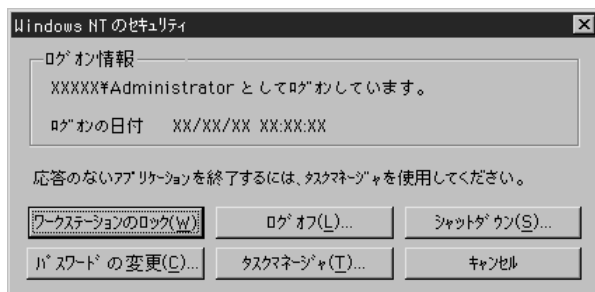 Windows NT のセキュリティ
ログオン情報
XXXXX¥Administrator としてログオンしています。
ログオンの日付 XX/XX/XX XX:XX:XX
応答のないアプリケーションを終了するには、タスクマネージャを使用してください。
ワークステーションのロック(W)
ログオフ(L)...
シャットダウン(S)...
パスワードの変更(C)...
タスクマネージャ(T)...
キャンセル